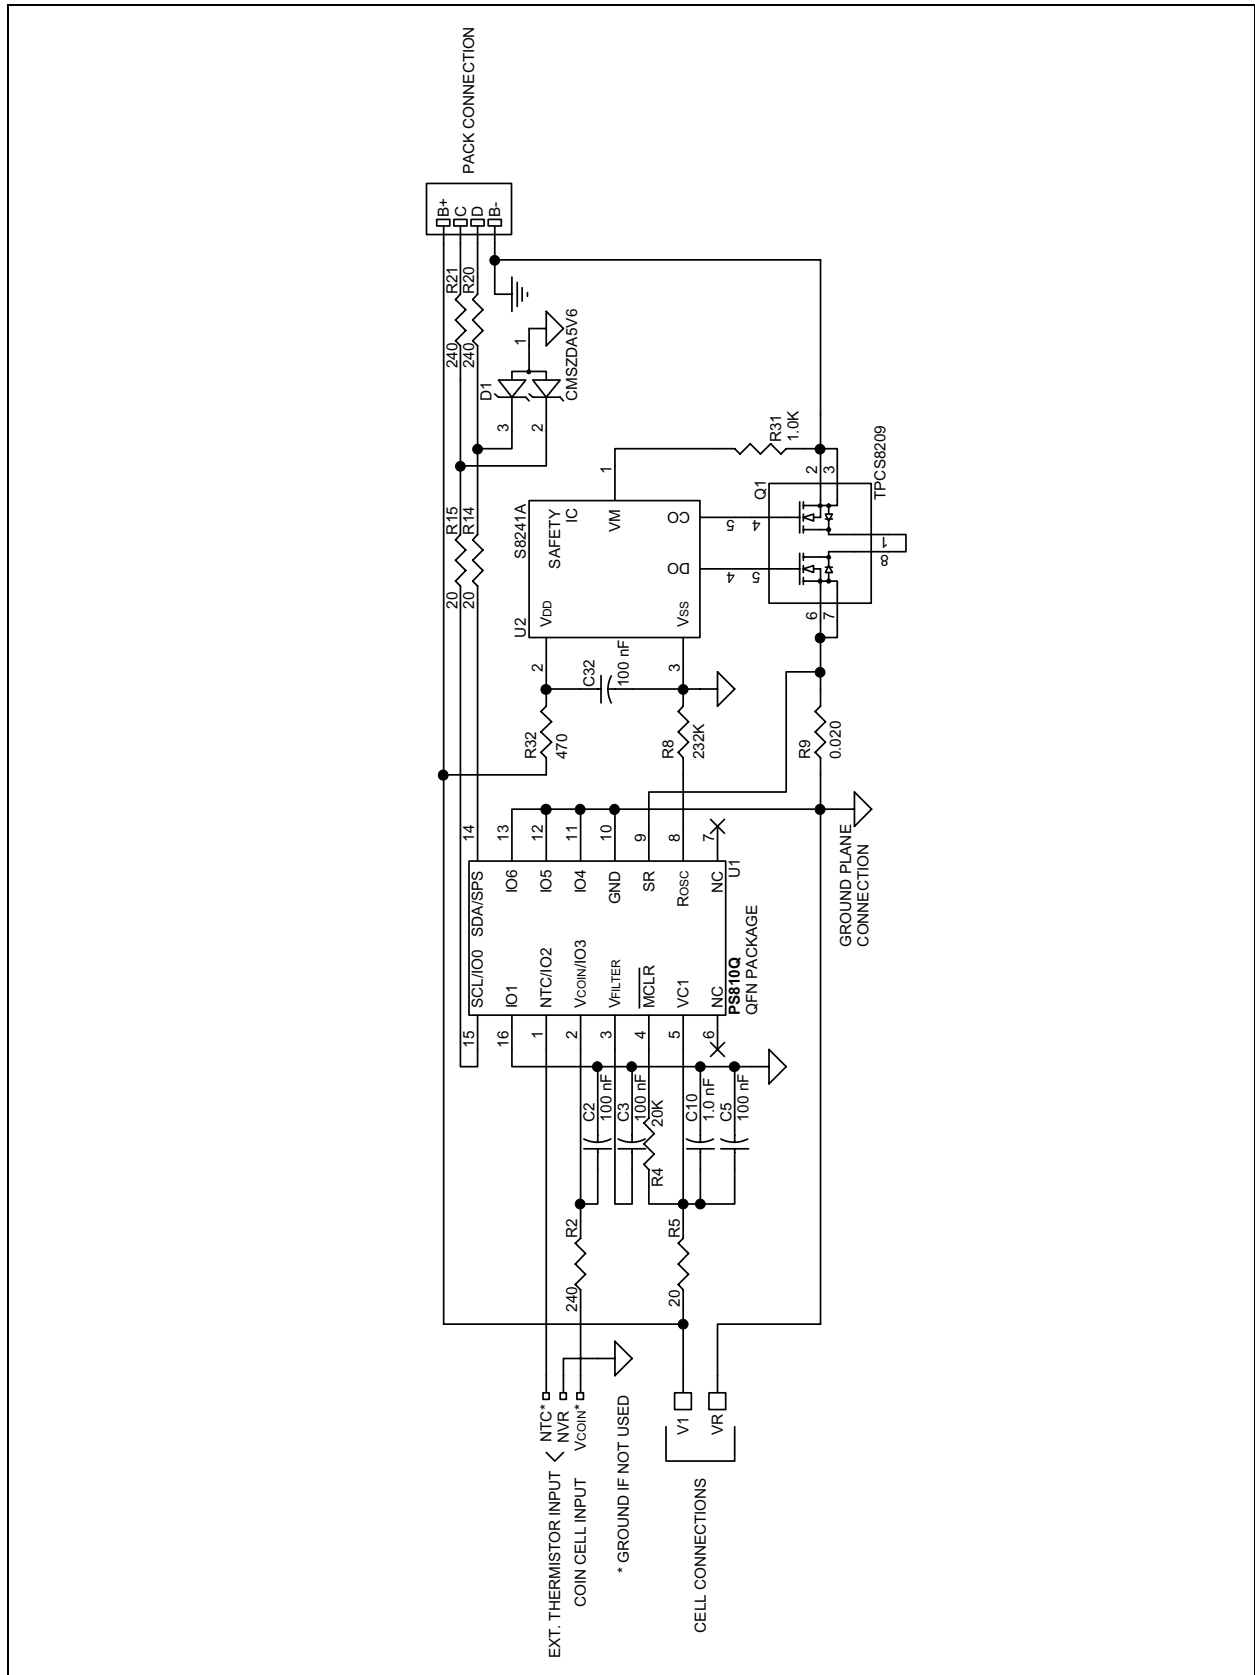 PACK CONNECTION
B+
C
D
B-
R21
240
R20
240
R15
20
R14
20
D1
3
2
1
CMSZDA5V6
U2
S8241A
SAFETY
IC
VDD
VM
VSS
DO
CO
2
1
3
4
5
C32
100 nF
R32
470
R8
232K
R31
1.0K
Q1
TPCS8209
5
4
6
7
2
3
8
1
R9
0.020
GROUND PLANE
CONNECTION
U1
PS810Q
QFN PACKAGE
SCL/IO0
SDA/SPS
IO1
IO6
NTC/IO2
IO5
VCOIN/IO3
IO4
VFILTER
GND
MCLR
SR
VC1
ROSC
NC
NC
15
16
1
2
3
4
5
6
14
13
12
11
10
9
8
7
C2
100 nF
C3
100 nF
20K
R4
C10
1.0 nF
C5
100 nF
R2
240
R5
20
NTC*
NVR
VCOIN*
EXT. THERMISTOR INPUT
COIN CELL INPUT
* GROUND IF NOT USED
V1
VR
CELL CONNECTIONS